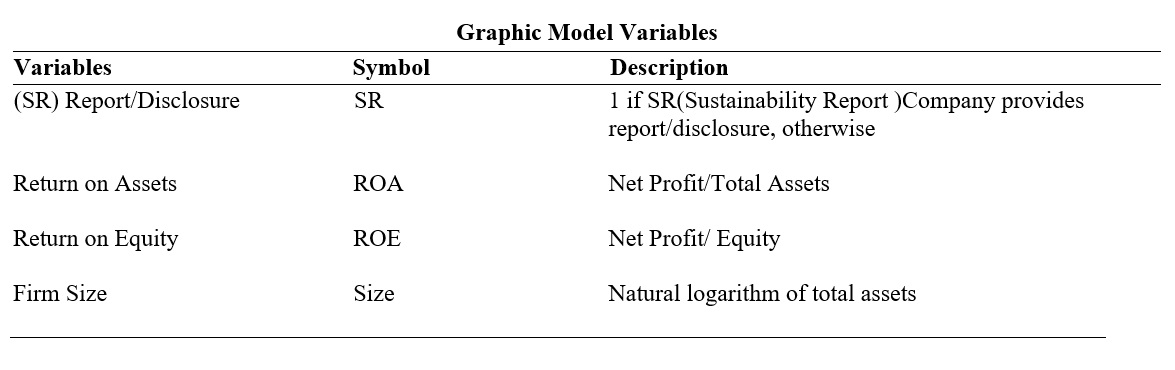 Graphic Model Variables
Variables Symbol Description
(SR) Report/Disclosure SR 1 if SR(Sustainability Report )Company provides
report/disclosure, otherwise
Return on Assets ROA Net Profit/Total Assets
Return on Equity ROE Net Profit/ Equity
Firm Size Size Natural logarithm of total assets